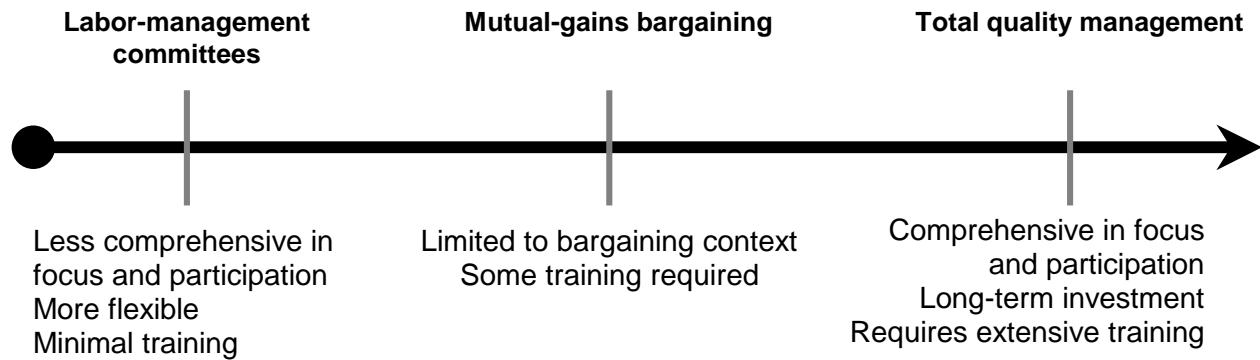 Labor-management
committees
Mutual-gains bargaining
Total quality management
Less comprehensive in
focus and participation
More flexible
Minimal training
Limited to bargaining context
Some training required
Comprehensive in focus
and participation
Long-term investment
Requires extensive training